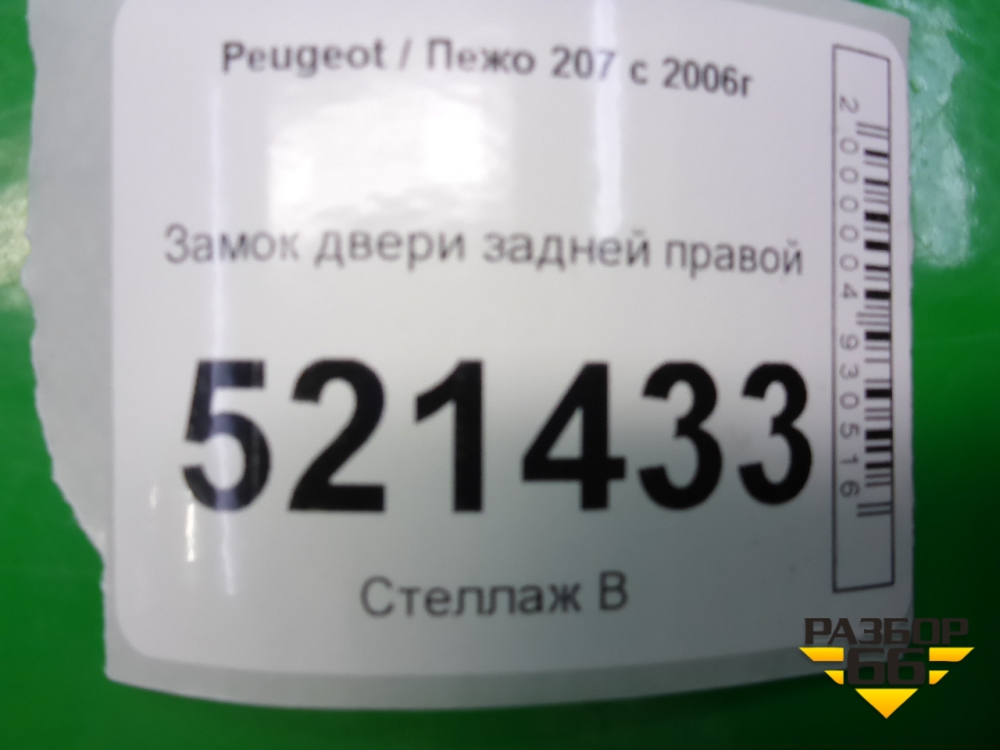 Peugeot / Пежо 207 с 2006г
Замок двери задней правой
521433
Стеллаж В
2000004930516
РАЗБОР
66